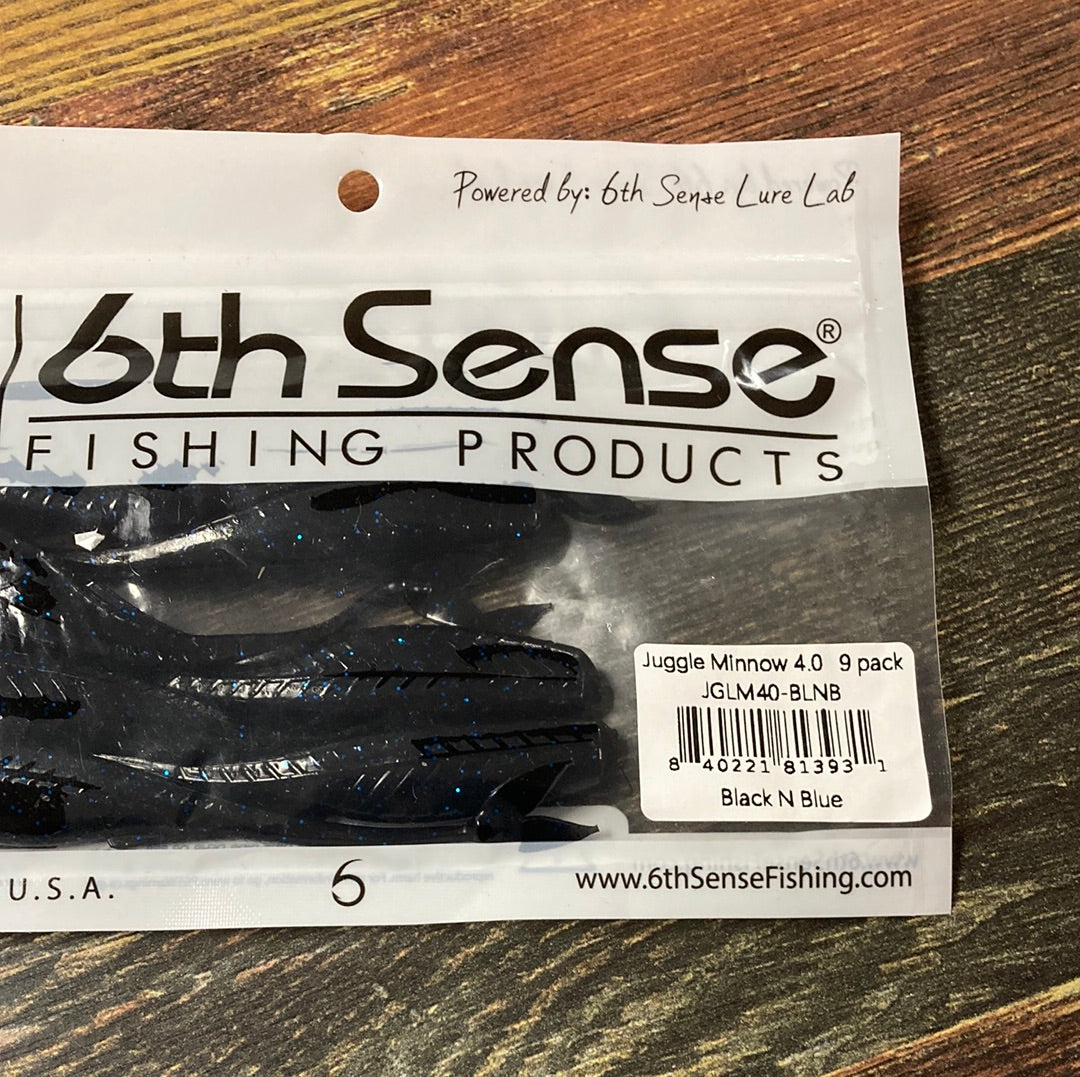 Powered by: 6th Sense Lure Lab
6th Sense®
FISHING PRODUCTS
Juggle Minnow 4.0 9 pack
JGLM40-BLNB
8 40221 81393 1
Black N Blue
U.S.A. 6 www.6thSenseFishing.com